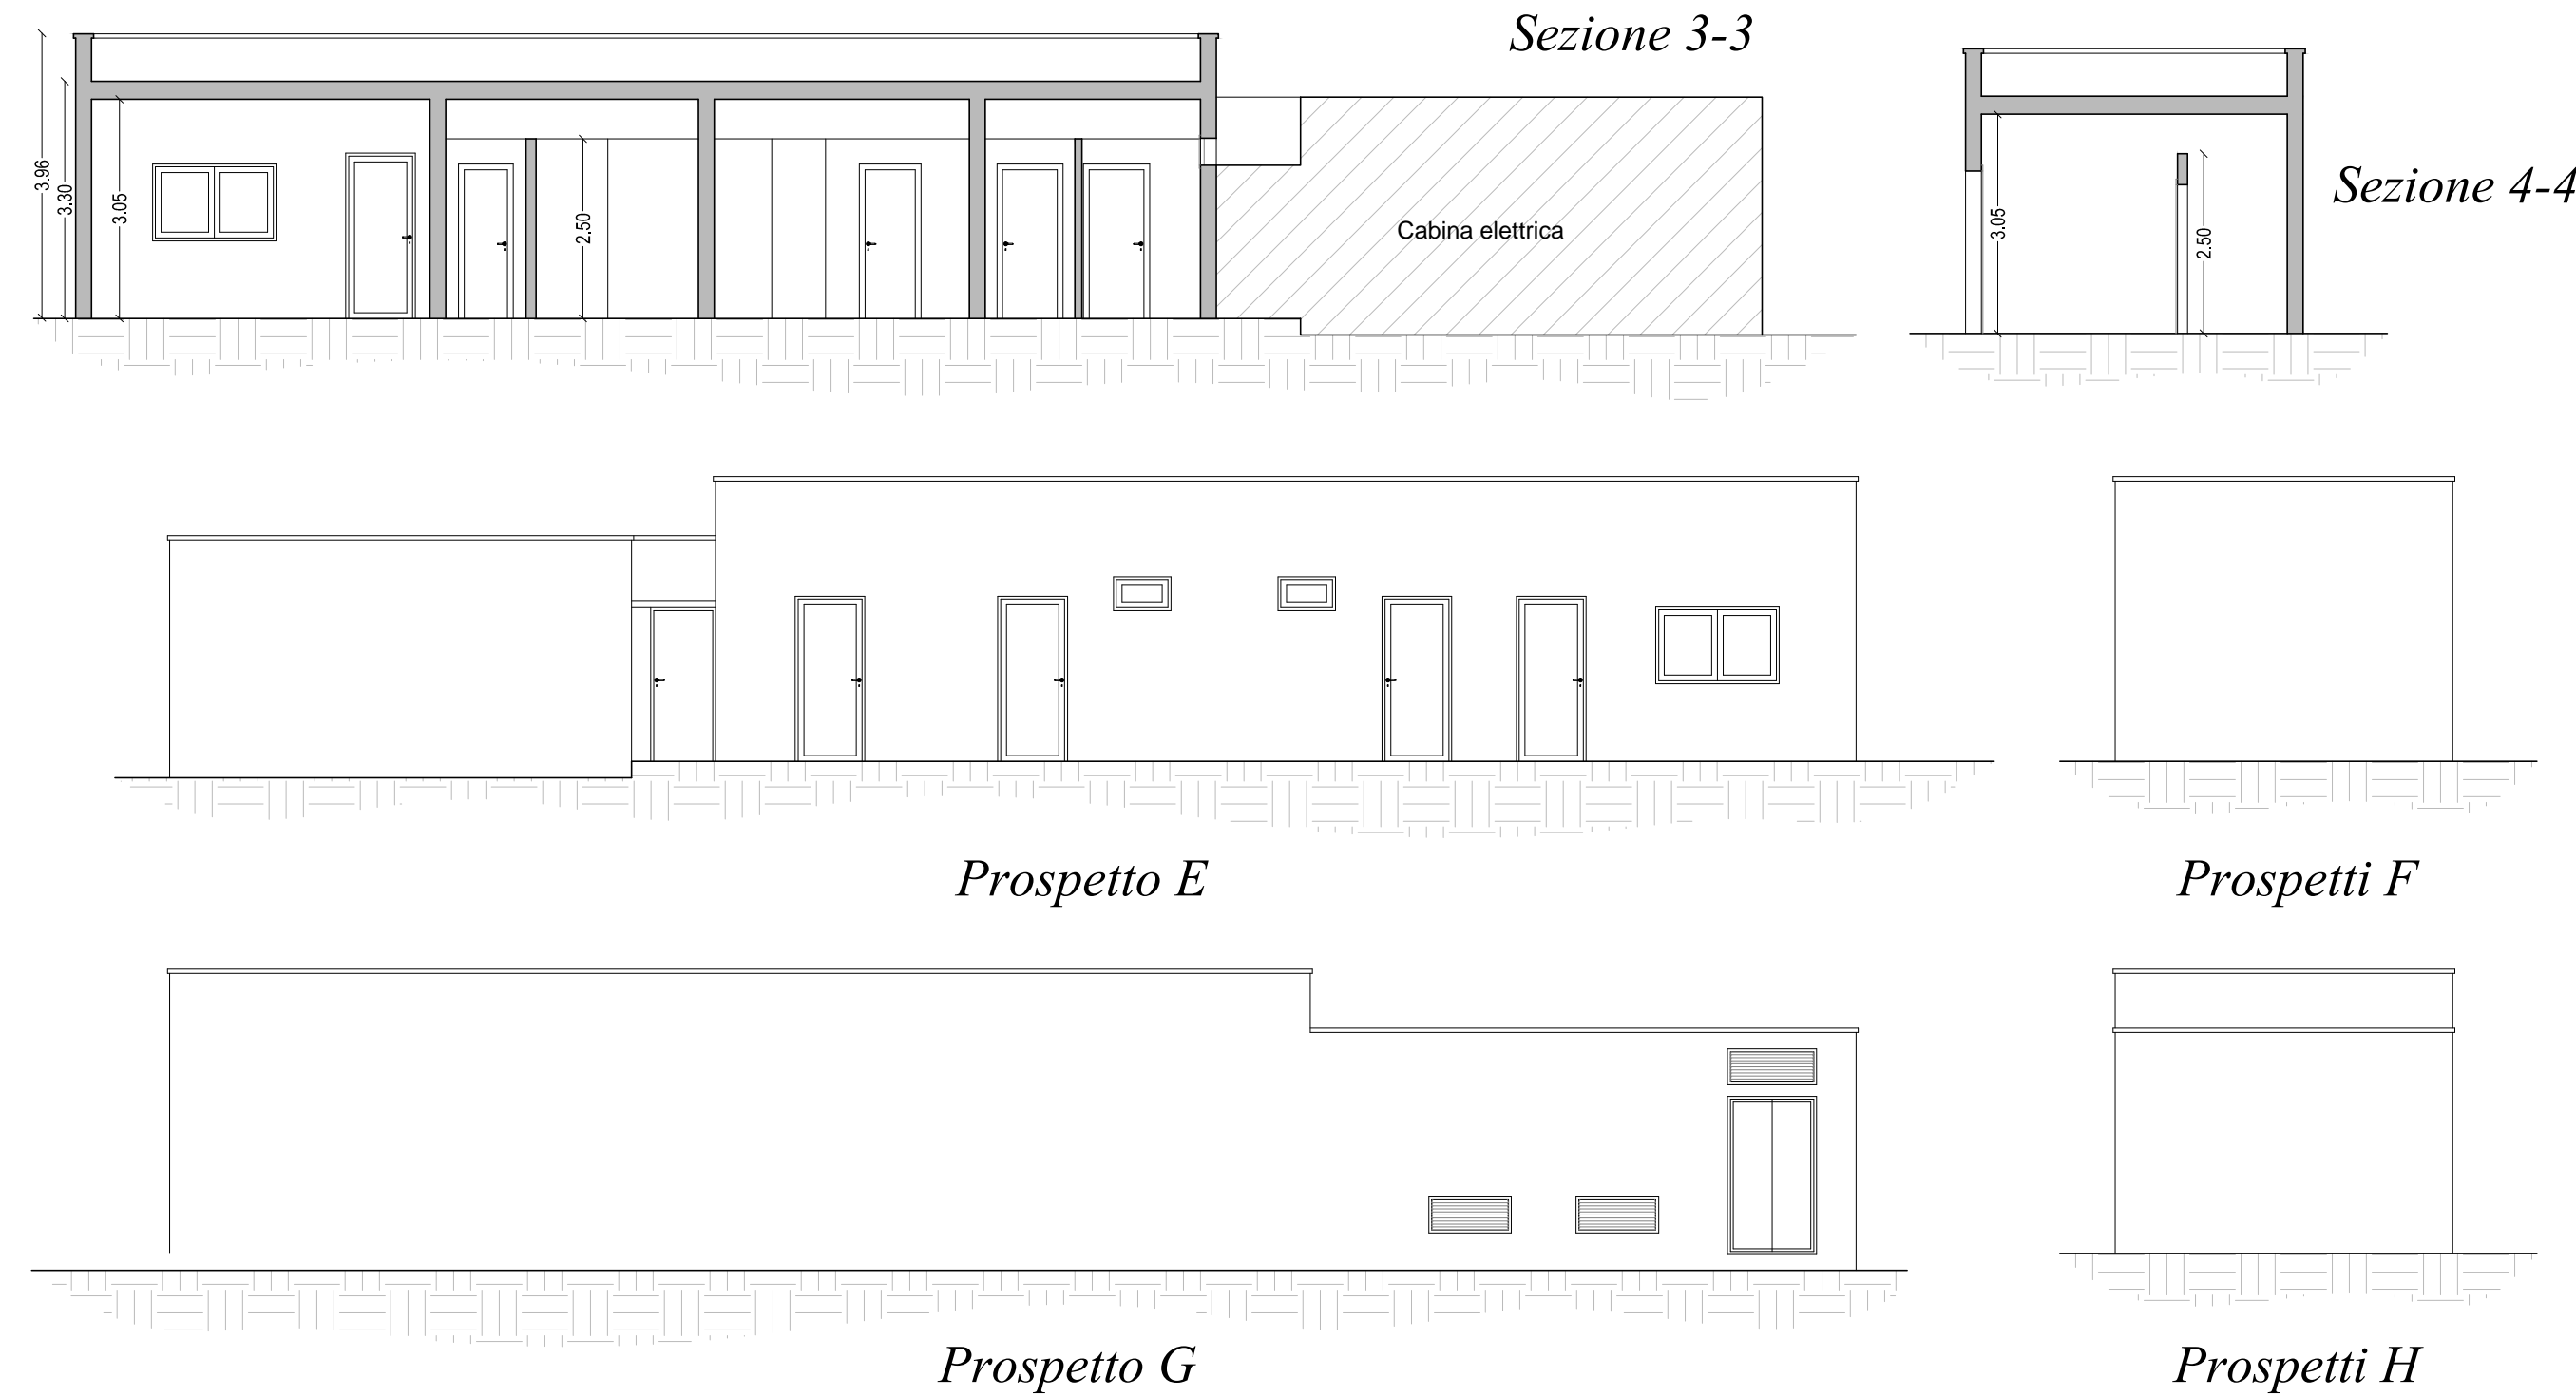 Sezione 3-3
3.96
3.30
3.05
2.50
Cabina elettrica
3.05
2.50
Sezione 4-4
Prospetto E
Prospetti F
Prospetto G
Prospetti H